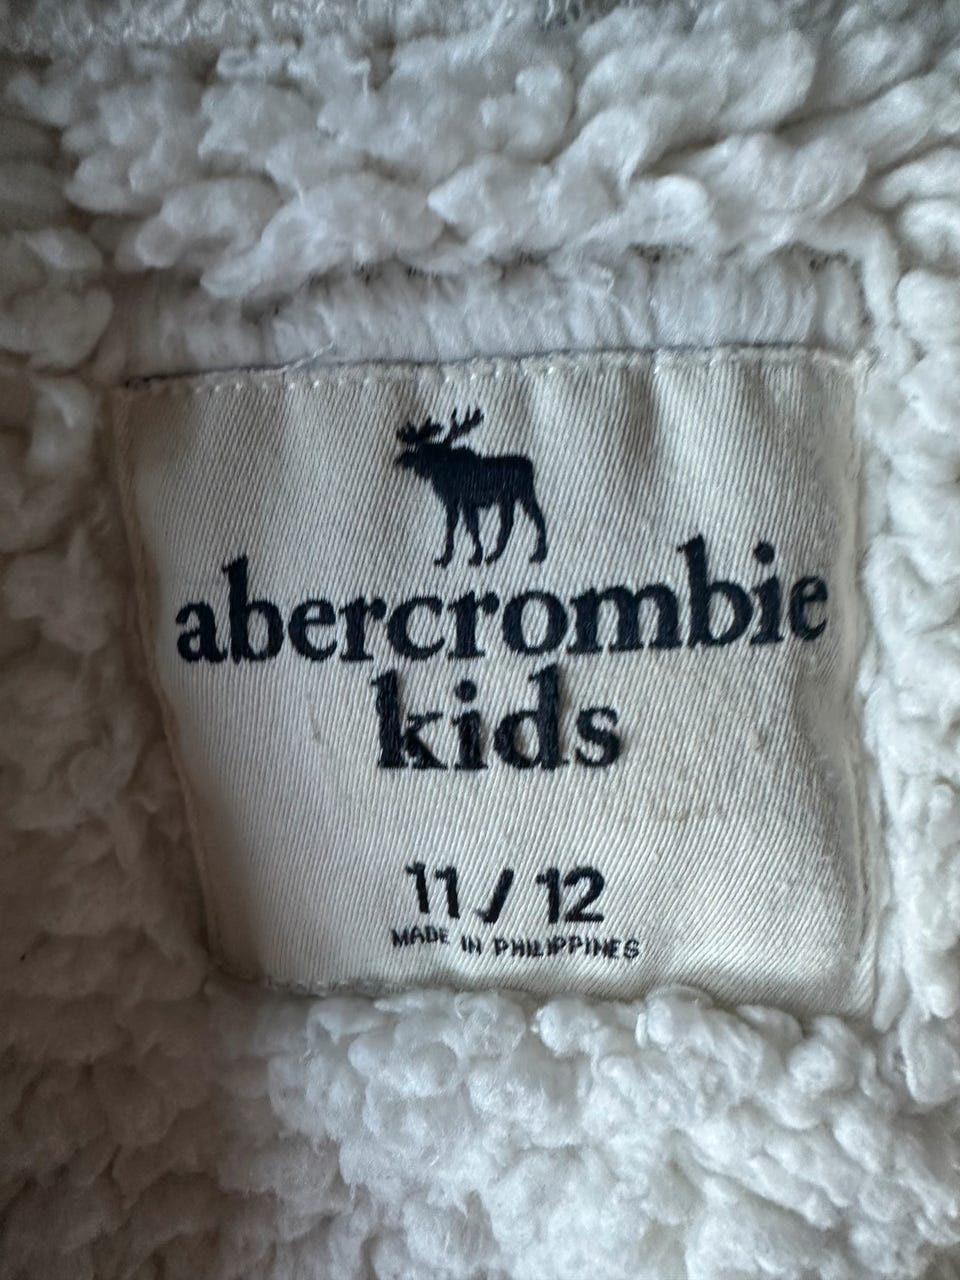 abercrombie
kids
11 / 12
MADE IN PHILIPPINES